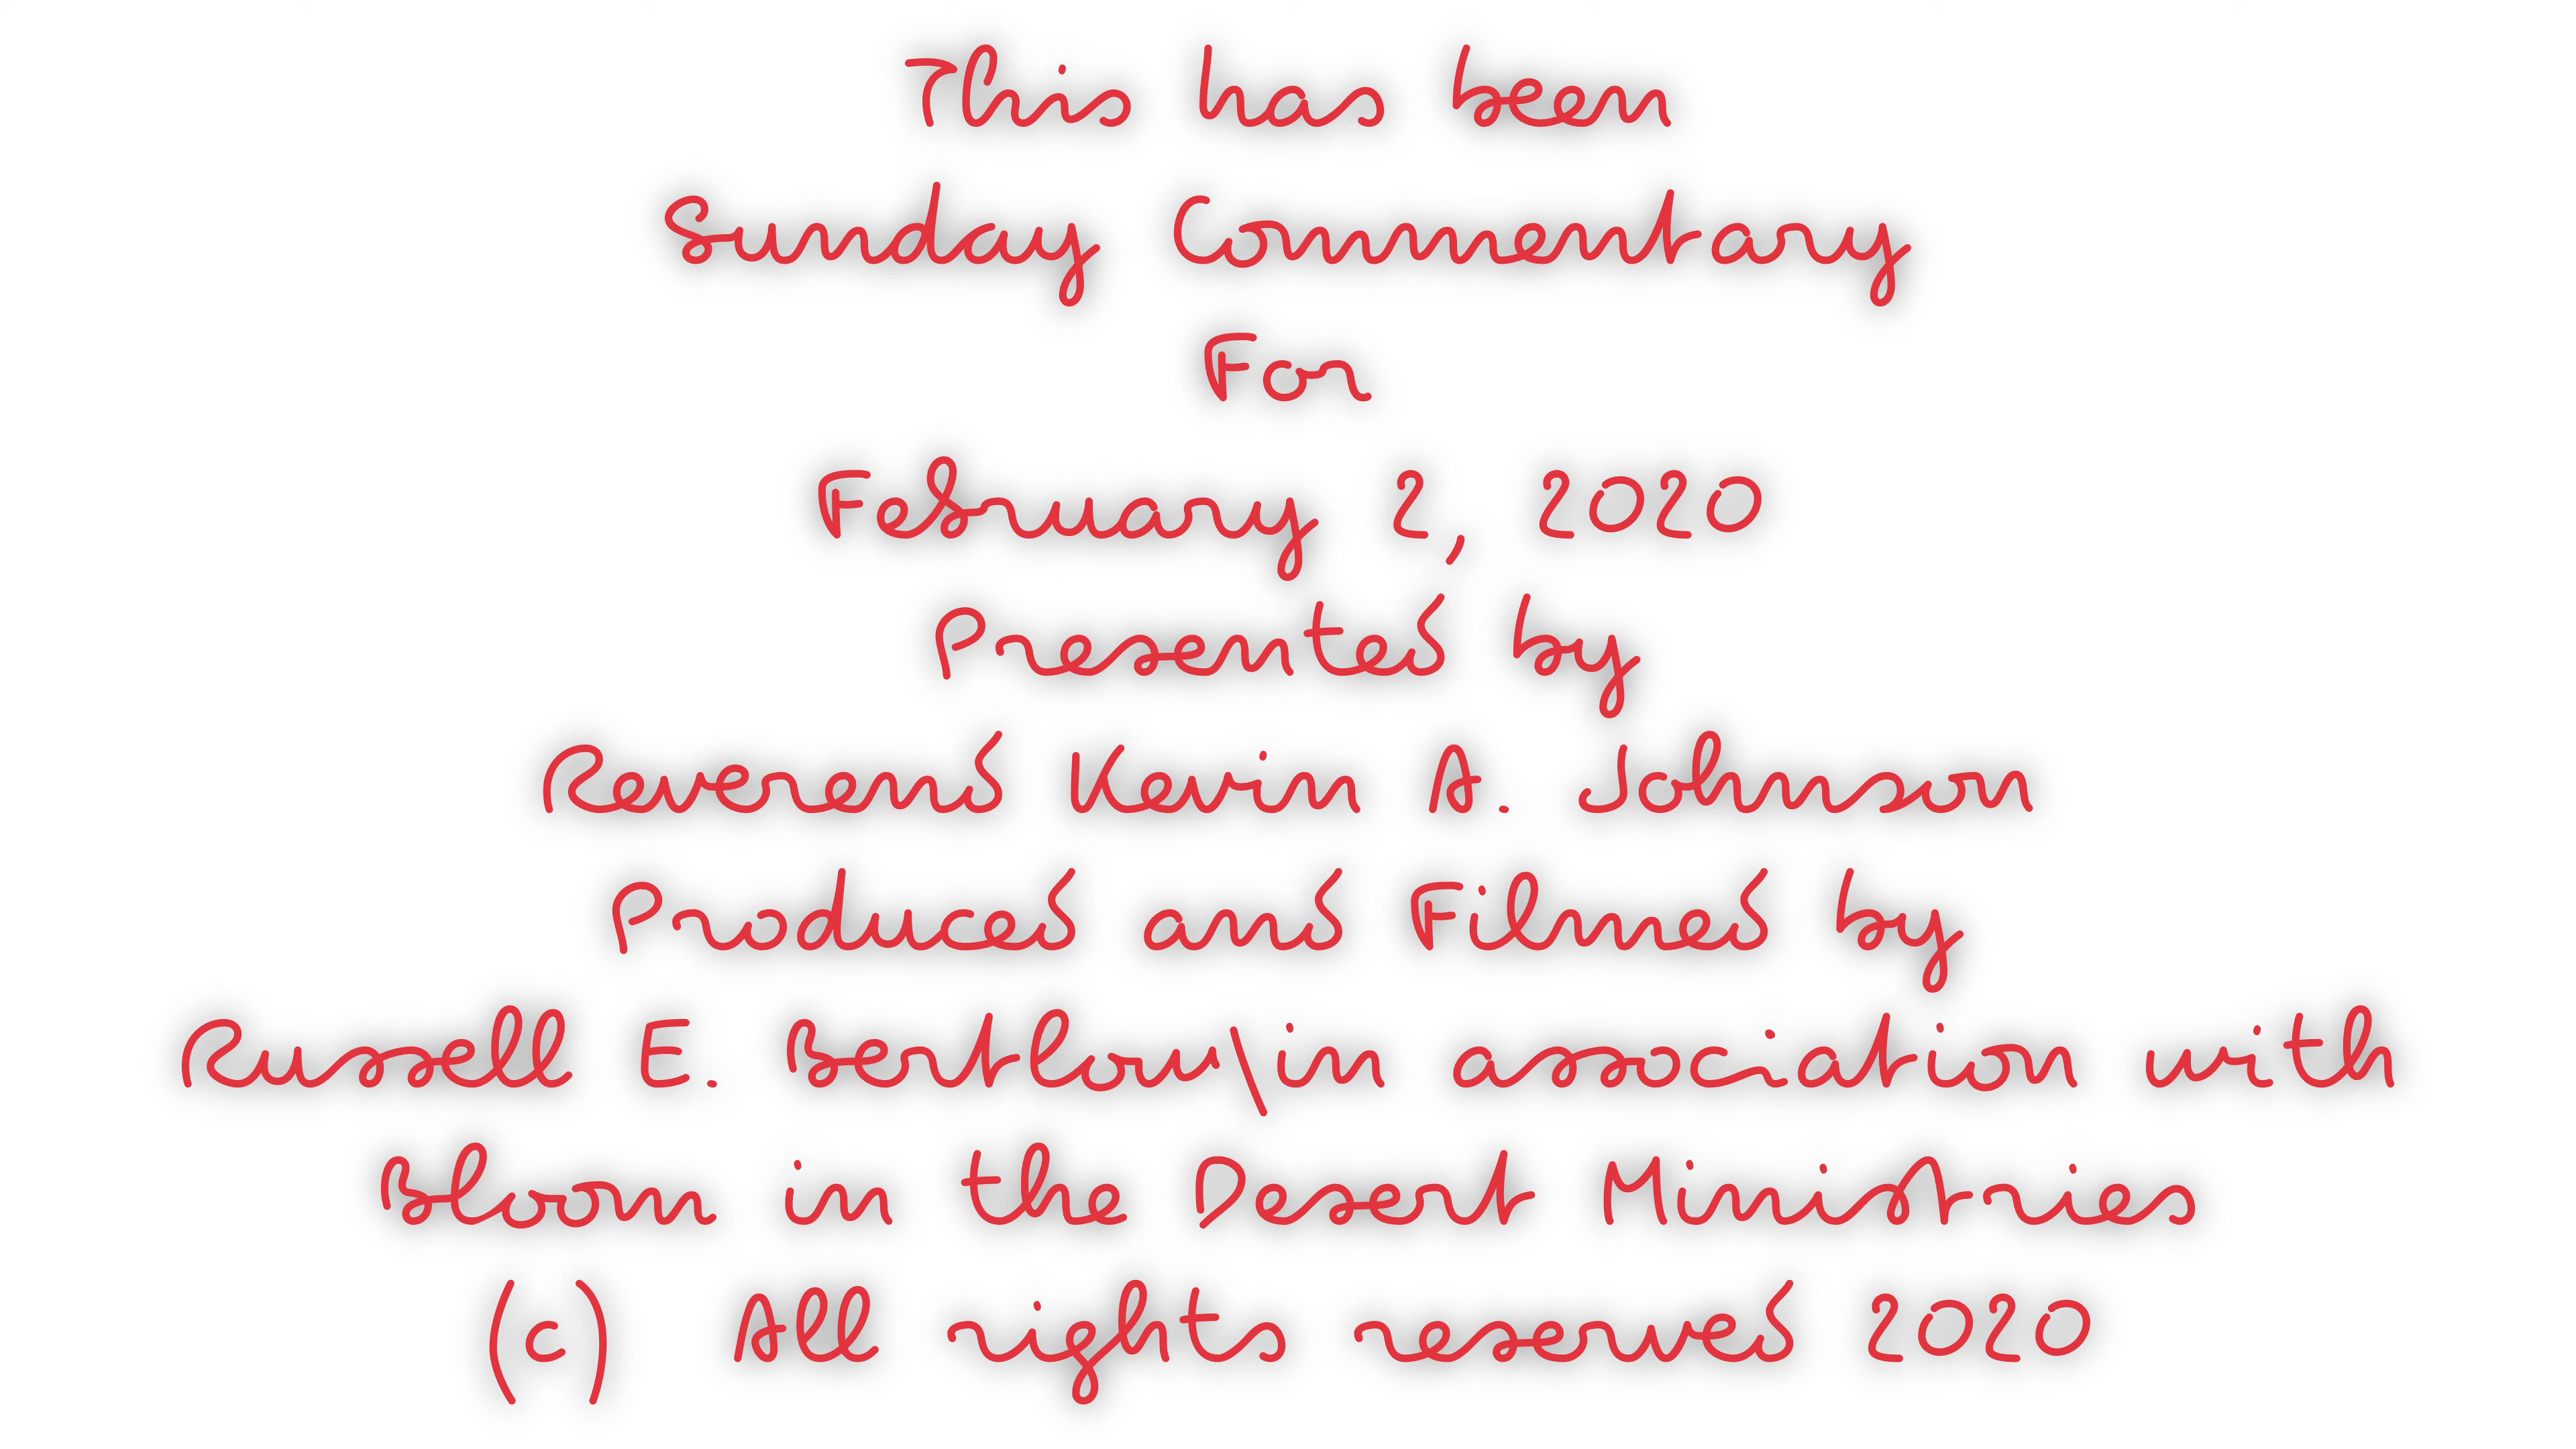 This has been
Sunday Commentary
For
February 2, 2020
Presented by
Reverend Kevin A. Johnson
Produced and Filmed by
Russell E. Bertlow\in association with
Bloom in the Desert Ministries
(c) All rights reserved 2020